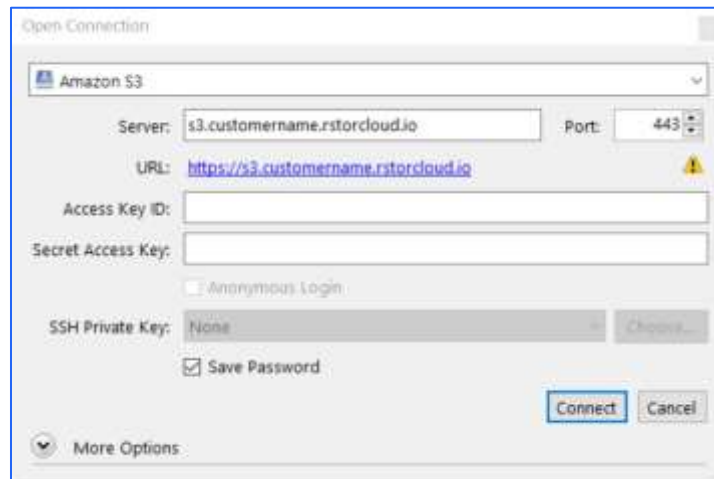 Open Connection
Amazon S3
Server: s3.customername.rstorcloud.io Port: 443
URL: https://s3.customername.rstorcloud.io
Access Key ID:
Secret Access Key:
Anonymous Login
SSH Private Key: None Choose...
Save Password
Connect Cancel
More Options